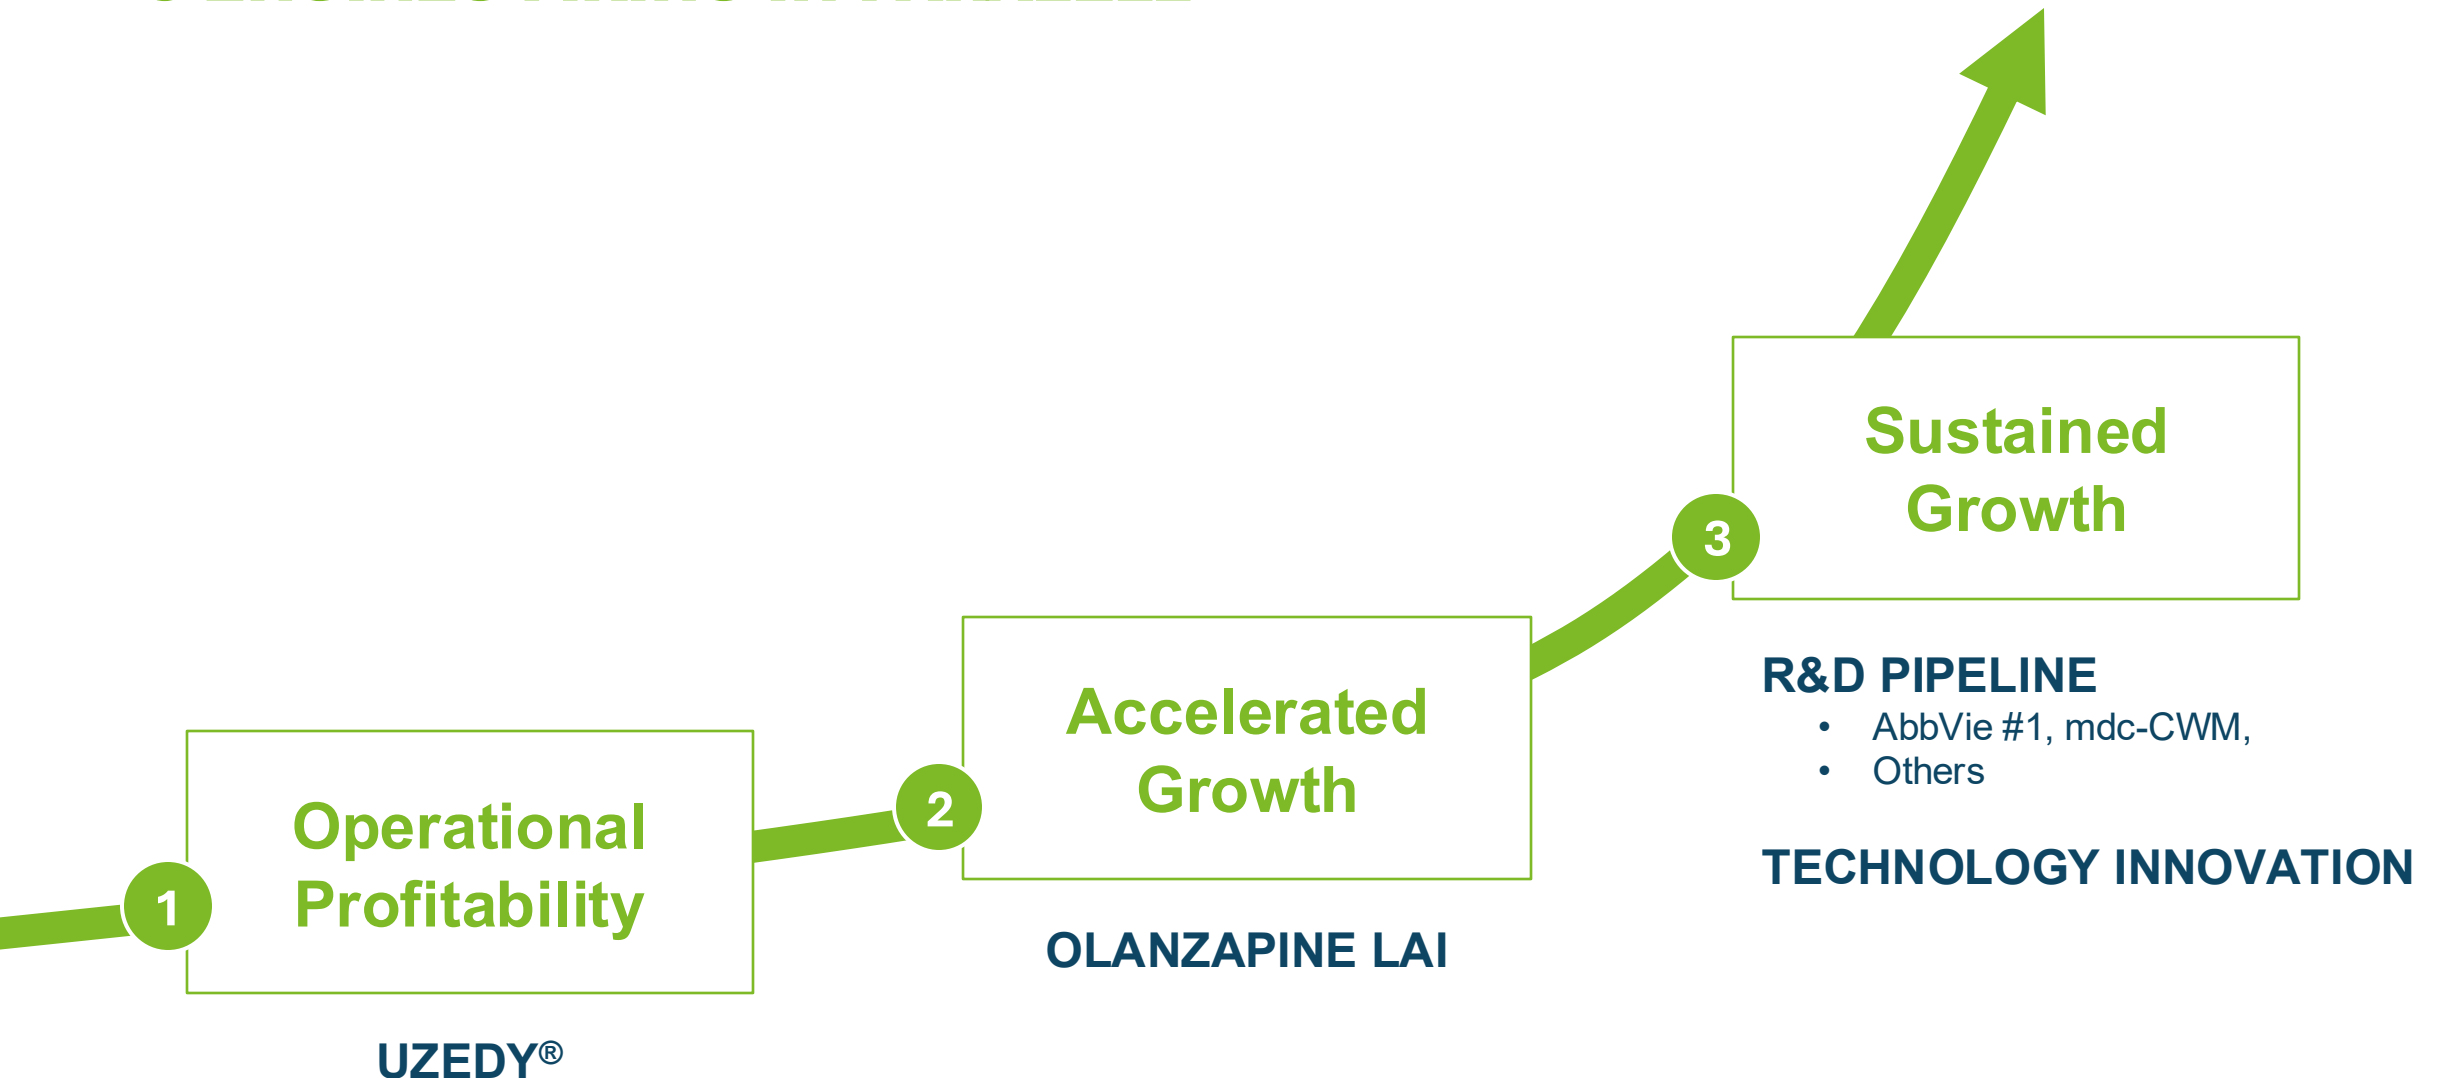 1
Operational
Profitability
UZEDY®
2
Accelerated
Growth
OLANZAPINE LAI
3
Sustained
Growth
R&D PIPELINE
• AbbVie #1, mdc-CWM,
• Others
TECHNOLOGY INNOVATION